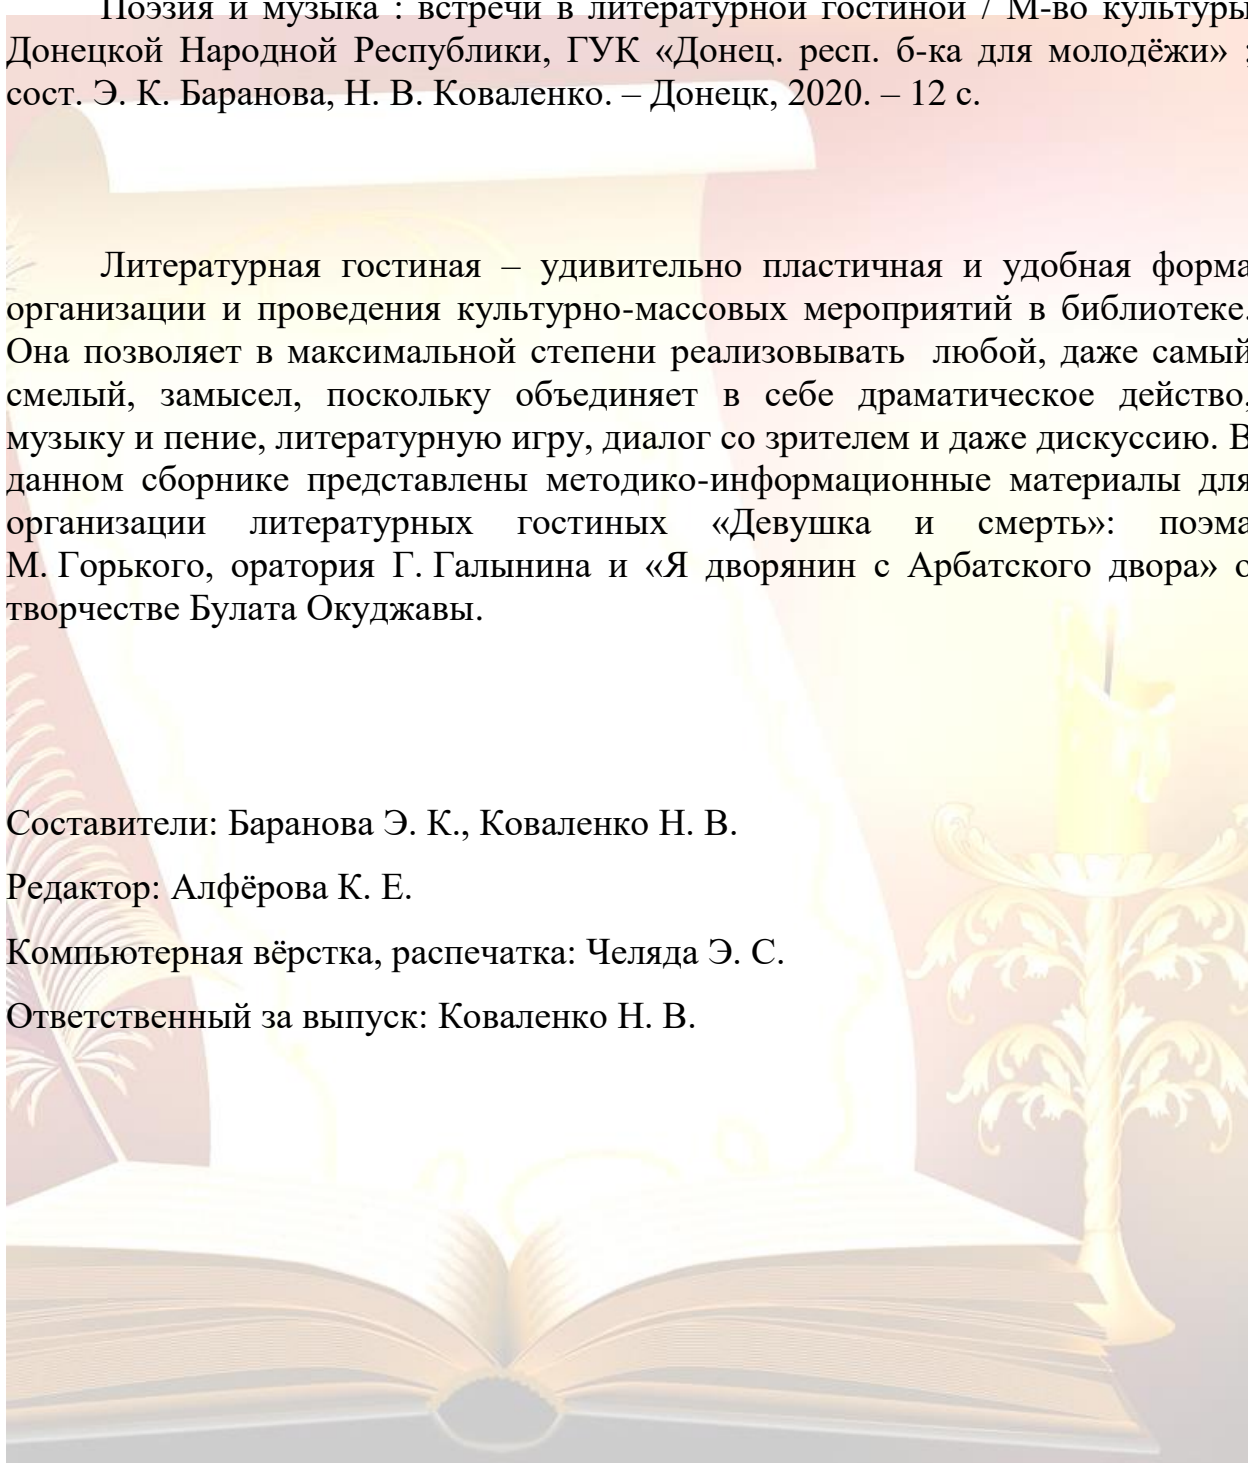 Поэзия и музыка : встречи в литературной гостиной / М-во культуры
Донецкой Народной Республики, ГУК «Донец. респ. б-ка для молодёжи» ;
сост. Э. К. Баранова, Н. В. Коваленко. – Донецк, 2020. – 12 с.
Литературная гостиная – удивительно пластичная и удобная форма
организации и проведения культурно-массовых мероприятий в библиотеке.
Она позволяет в максимальной степени реализовывать любой, даже самый
смелый, замысел, поскольку объединяет в себе драматическое действо,
музыку и пение, литературную игру, диалог со зрителем и даже дискуссию. В
данном сборнике представлены методико-информационные материалы для
организации литературных гостиных «Девушка и смерть»: поэма
М. Горького, оратория Г. Галынина и «Я дворянин с Арбатского двора» о
творчестве Булата Окуджавы.
Составители: Баранова Э. К., Коваленко Н. В.
Редактор: Алфёрова К. Е.
Компьютерная вёрстка, распечатка: Челяда Э. С.
Ответственный за выпуск: Коваленко Н. В.